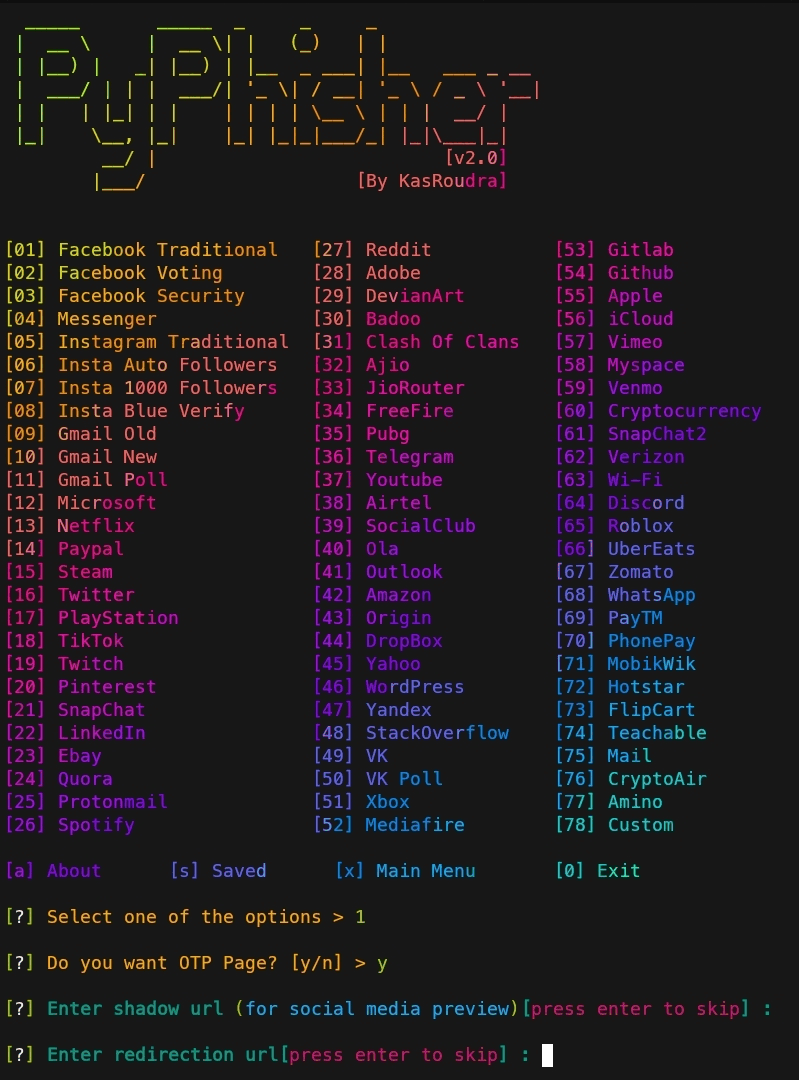 PyPhisher
[v2.0]
[By KasRoudra]
[01] Facebook Traditional [27] Reddit [53] Gitlab
[02] Facebook Voting [28] Adobe [54] Github
[03] Facebook Security [29] DevianArt [55] Apple
[04] Messenger [30] Badoo [56] iCloud
[05] Instagram Traditional [31] Clash Of Clans [57] Vimeo
[06] Insta Auto Followers [32] Ajio [58] Myspace
[07] Insta 1000 Followers [33] JioRouter [59] Venmo
[08] Insta Blue Verify [34] FreeFire [60] Cryptocurrency
[09] Gmail Old [35] Pubg [61] SnapChat2
[10] Gmail New [36] Telegram [62] Verizon
[11] Gmail Poll [37] Youtube [63] Wi-Fi
[12] Microsoft [38] Airtel [64] Discord
[13] Netflix [39] SocialClub [65] Roblox
[14] Paypal [40] Ola [66] UberEats
[15] Steam [41] Outlook [67] Zomato
[16] Twitter [42] Amazon [68] WhatsApp
[17] PlayStation [43] Origin [69] PayTM
[18] TikTok [44] DropBox [70] PhonePay
[19] Twitch [45] Yahoo [71] MobikWik
[20] Pinterest [46] WordPress [72] Hotstar
[21] SnapChat [47] Yandex [73] FlipCart
[22] LinkedIn [48] StackOverflow [74] Teachable
[23] Ebay [49] VK [75] Mail
[24] Quora [50] VK Poll [76] CryptoAir
[25] Protonmail [51] Xbox [77] Amino
[26] Spotify [52] Mediafire [78] Custom
[a] About [s] Saved [x] Main Menu [0] Exit
[?] Select one of the options > 1
[?] Do you want OTP Page? [y/n] > y
[?] Enter shadow url (for social media preview)[press enter to skip] :
[?] Enter redirection url[press enter to skip] :